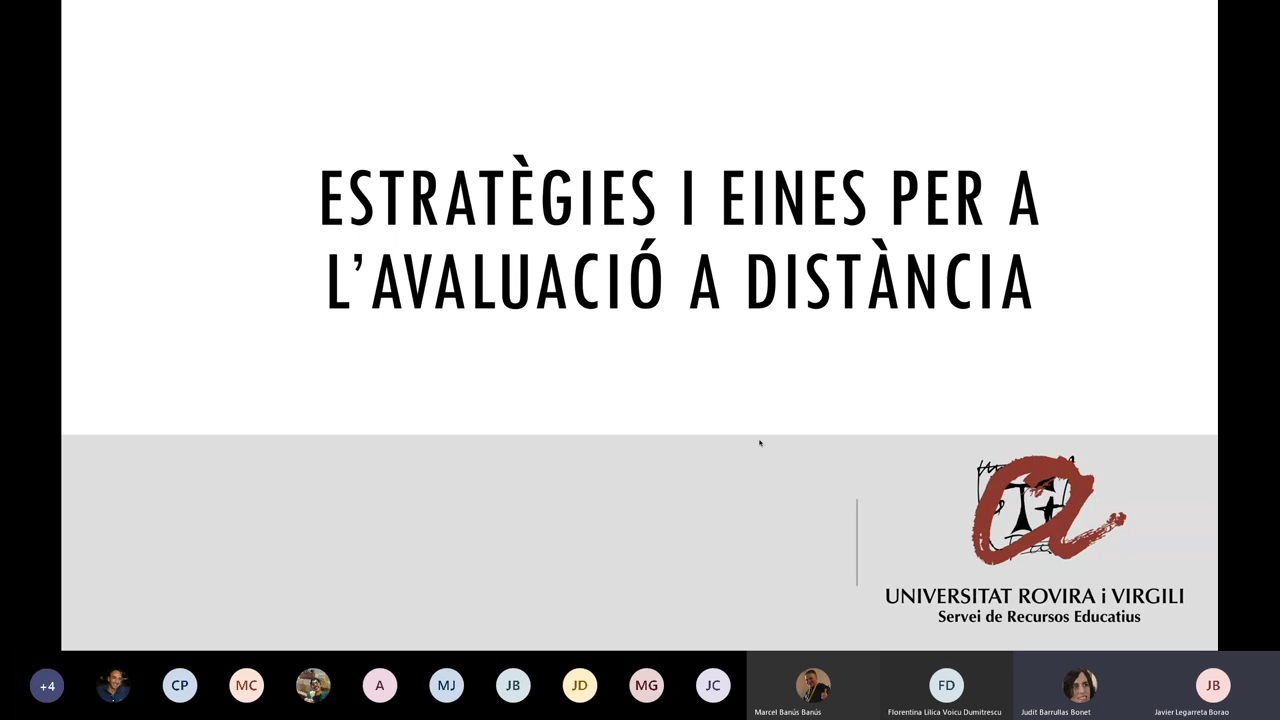 ESTRATÈGIES I EINES PER A
L’AVALUACIÓ A DISTÀNCIA
UNIVERSITAT ROVIRA i VIRGILI
Servei de Recursos Educatius
+4
CP
MC
A
MJ
JB
JD
MG
JC
Marcel Banús Banús
FD
Florentina Lilica Voicu Dumitrescu
Judit Barrullas Bonet
JB
Javier Legarreta Borao